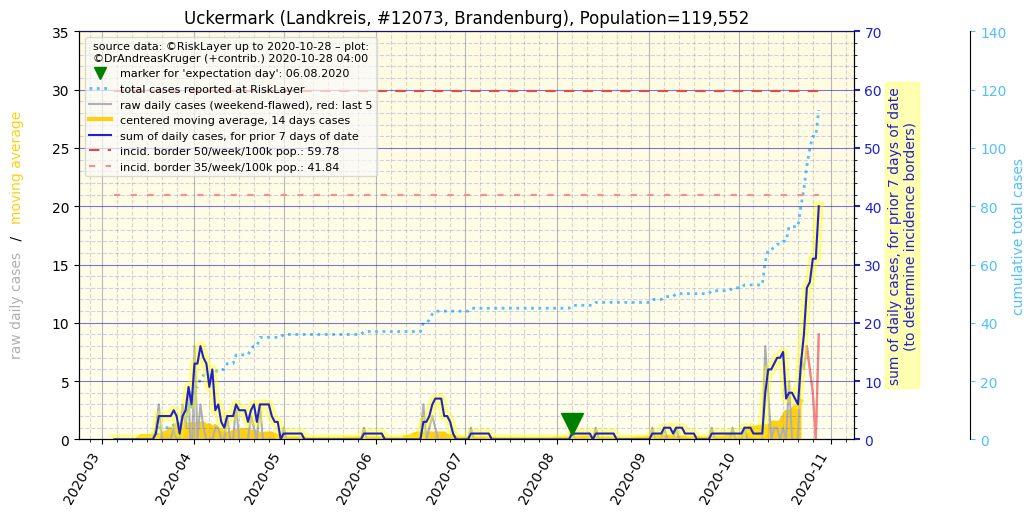 Uckermark (Landkreis, #12073, Brandenburg), Population=119,552
source data: ©RiskLayer up to 2020-10-28 – plot:
©DrAndreasKruger (+contrib.) 2020-10-28 04:00
marker for 'expectation day': 06.08.2020
total cases reported to RiskLayer
raw daily cases (weekend-flawed), red: last 5
centered moving average, 14 days cases
sum of daily cases, for prior 7 days of date
incid. border 50/week/100k pop.: 59.78
incid. border 35/week/100k pop.: 41.84
raw daily cases / moving average
35
30
25
20
15
10
5
0
2020-03
2020-04
2020-05
2020-06
2020-07
2020-08
2020-09
2020-10
2020-11
70
60
50
40
30
20
10
0
sum of daily cases, for prior 7 days of date
(to determine incidence borders)
140
120
100
80
60
40
20
0
cumulative total cases